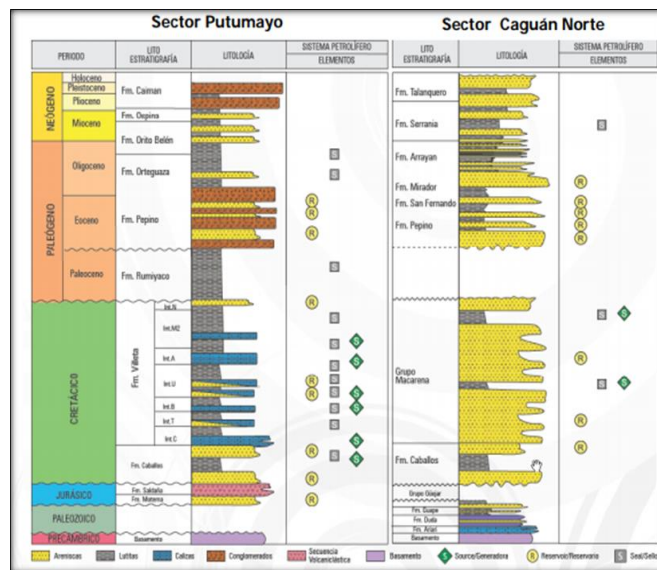 Sector Putumayo
Sector Caguán Norte
PERIODO
LITO ESTRATIGRAFÍA
LITOLOGÍA
SISTEMA PETROLÍFERO
ELEMENTOS
LITO ESTRATIGRAFÍA
LITOLOGÍA
SISTEMA PETROLÍFERO
ELEMENTOS
NEÓGENO
Holoceno
Pleistoceno
Plioceno
Mioceno
PALEÓGENO
Oligoceno
Eoceno
Paleoceno
CRETÁCICO
JURÁSICO
PALEOZOICO
PRECÁMBRICO
Fm. Caiman
Fm. Ospina
Fm. Orito Belén
Fm. Orteguaza
Fm. Pepino
Fm. Rumiyaco
Fm. Villeta
Int.N
Int.M2
Int.A
Int.U
Int.B
Int.T
Int.C
Fm. Caballos
Fm. Saldaña
Fm. Motema
Basamento
S
S
R
R
R
S
R
S
S
S
S
R
S
R
S
S
S
S
S
S
R
S
S
R
R
Fm. Talanquero
Fm. Serrania
Fm. Arrayan
Fm. Mirador
Fm. San Fernando
Fm. Pepino
Grupo Macarena
Fm. Caballos
Grupo Güejar
Fm. Guape
Fm. Duda
Fm. Ariari
Basamento
S
R
R
R
R
R
S
S
R
S
S
R
R
Areniscas
Lutitas
Calizas
Conglomerados
Secuencia Volcaniclástica
Basamento
S
Source/Generadora
R
Reservoir/Reservorio
S
Seal/Sello